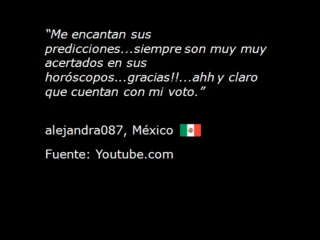 “Me encantan sus
predicciones...siempre son muy muy
acertados en sus
horóscopos...gracias!!...ahh y claro
que cuentan con mi voto.”
alejandra087, México
Fuente: Youtube.com